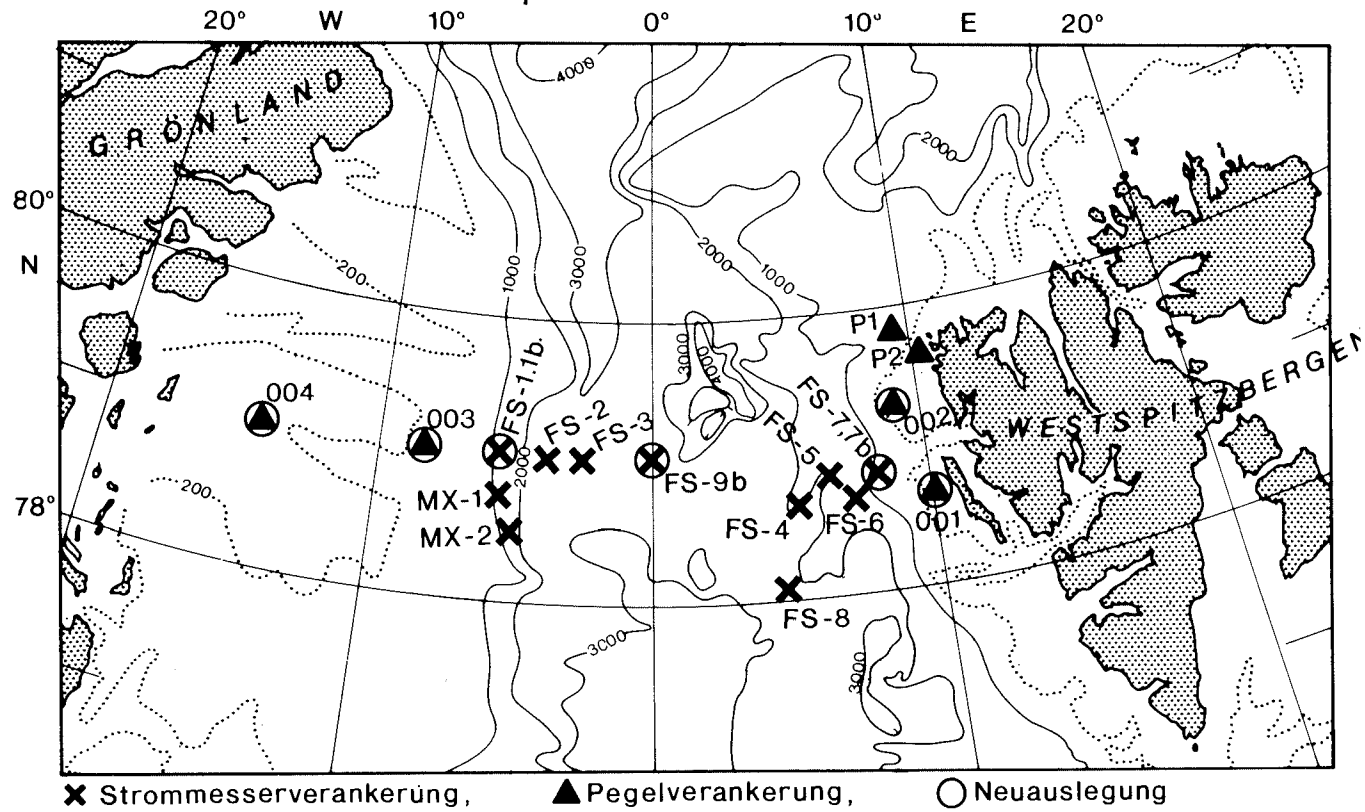 20° W 10° 0° 10° E 20°
GRÖNLAND
4000
2000
80°
N
200
1000
3000
2000
1000
P1
P2
3000
4000
WESTSPITZBERGEN
004
003
FS-1.1b
FS-2
FS-3
FS-5
FS-7.7b
002
2000
200
FS-9b
78°
MX-1
MX-2
FS-4
FS-6
001
FS-8
3000
3000
Strommesserverankerung, Pegelverankerung, Neuauslegung